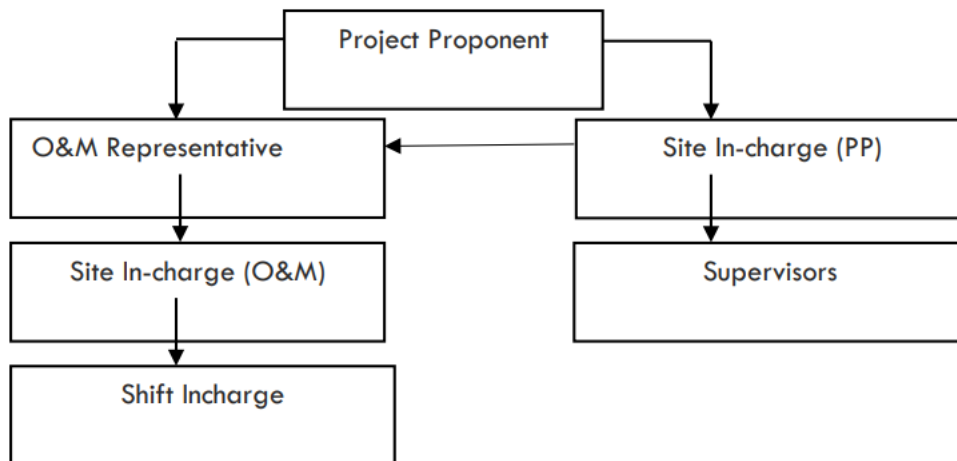 Project Proponent
O&M Representative
Site In-charge (PP)
Site In-charge (O&M)
Supervisors
Shift Incharge